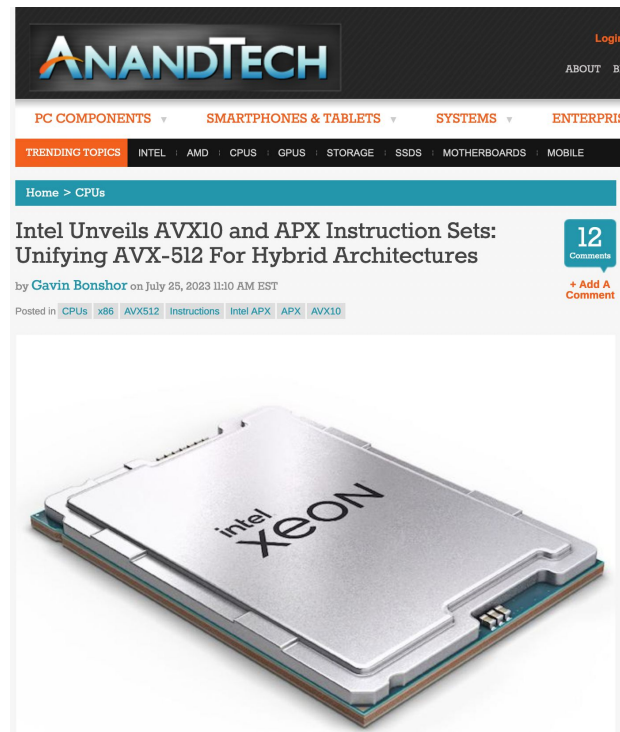 ANANDTECH
Login
ABOUT
PC COMPONENTS
SMARTPHONES & TABLETS
SYSTEMS
TRENDING TOPICS
INTEL
AMD
CPUS
GPUS
STORAGE
SSDS
MOTHERBOARDS
MOBILE
Home > CPUs
Intel Unveils AVX10 and APX Instruction Sets:
Unifying AVX-512 For Hybrid Architectures
12
Comments
+ Add A
Comment
by Gavin Bonshor on July 25, 2023 11:10 AM EST
Posted in CPUs x86 AVX512 Instructions Intel APX APX AVX10
intel
xeon